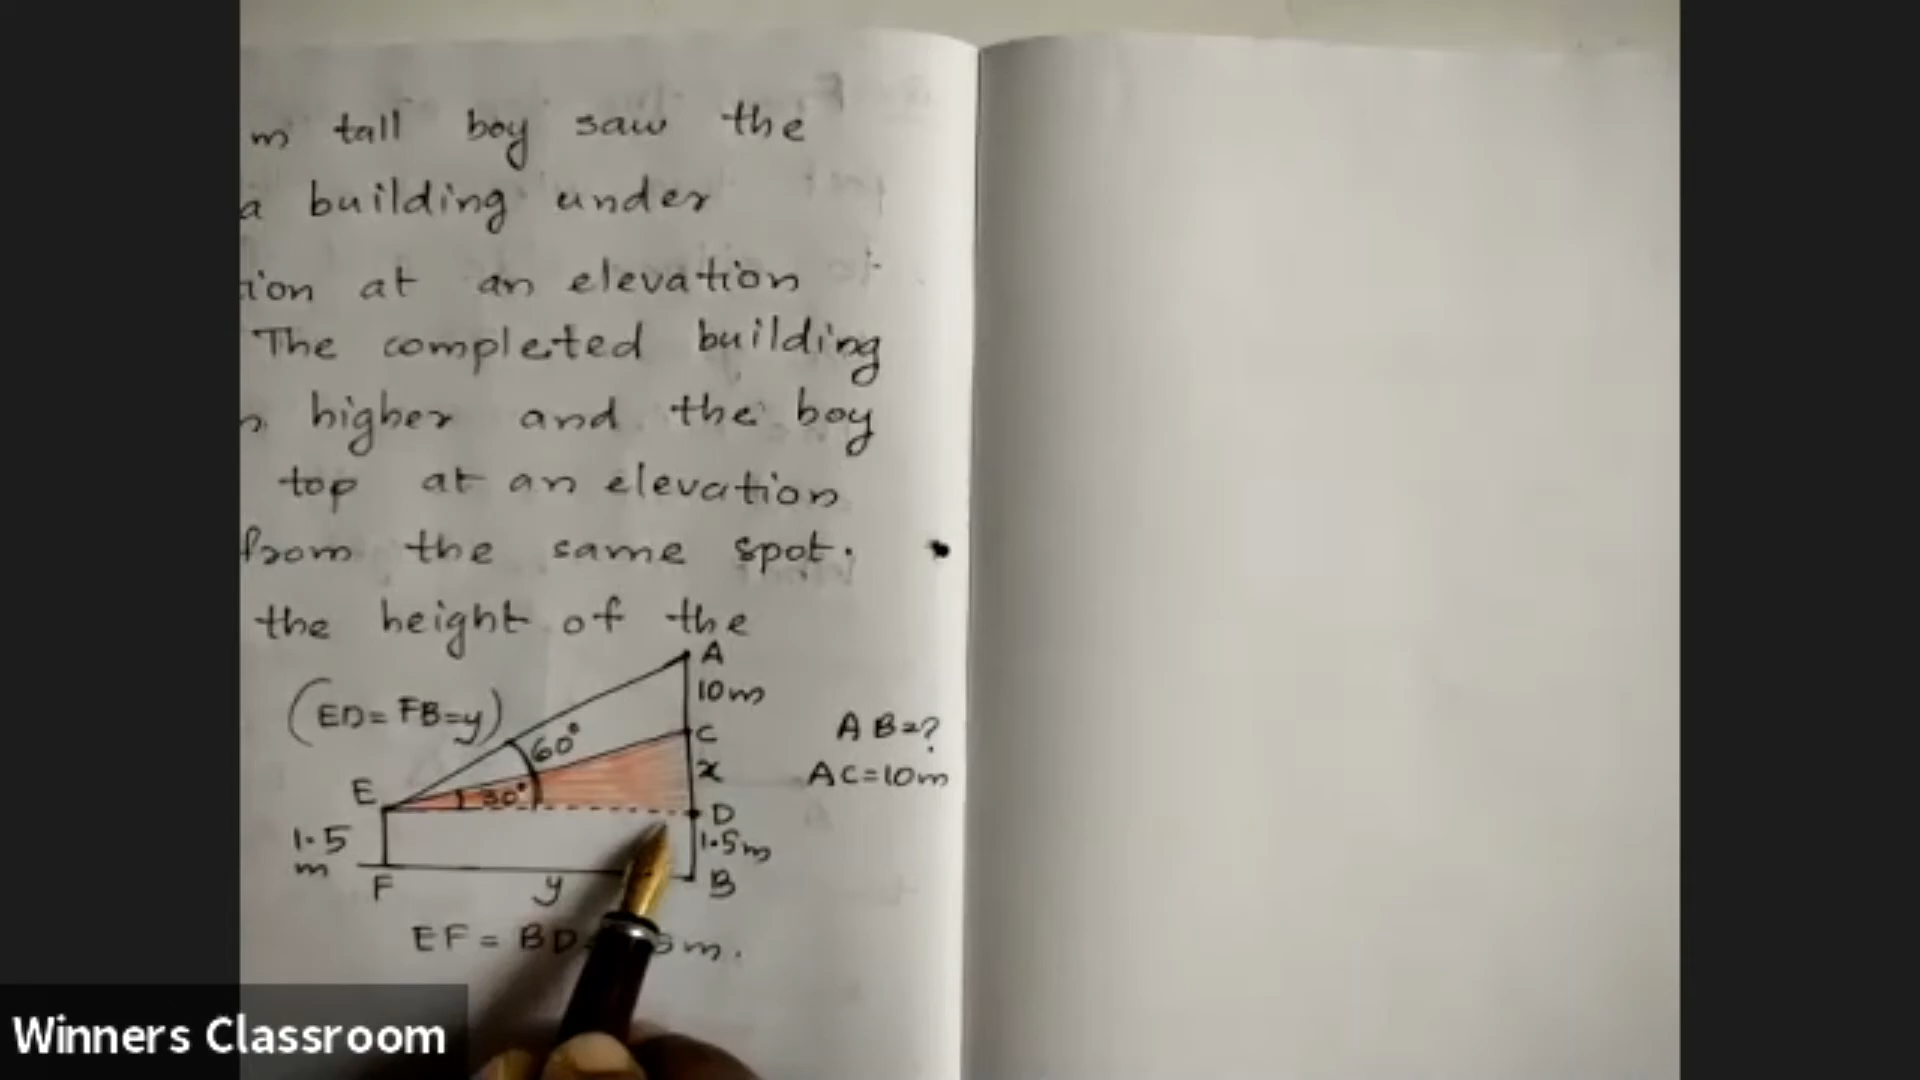 m tall boy saw the
a building under
tion at an elevation
The completed building
higher and the boy
top at an elevation
from the same spot.
the height of the
A
10m
(ED = FB = y)
60°
C
AB = ?
x
AC = 10m
E
30°
D
1.5
m
1.5m
F
y
B
EF = BD m.
Winners Classroom